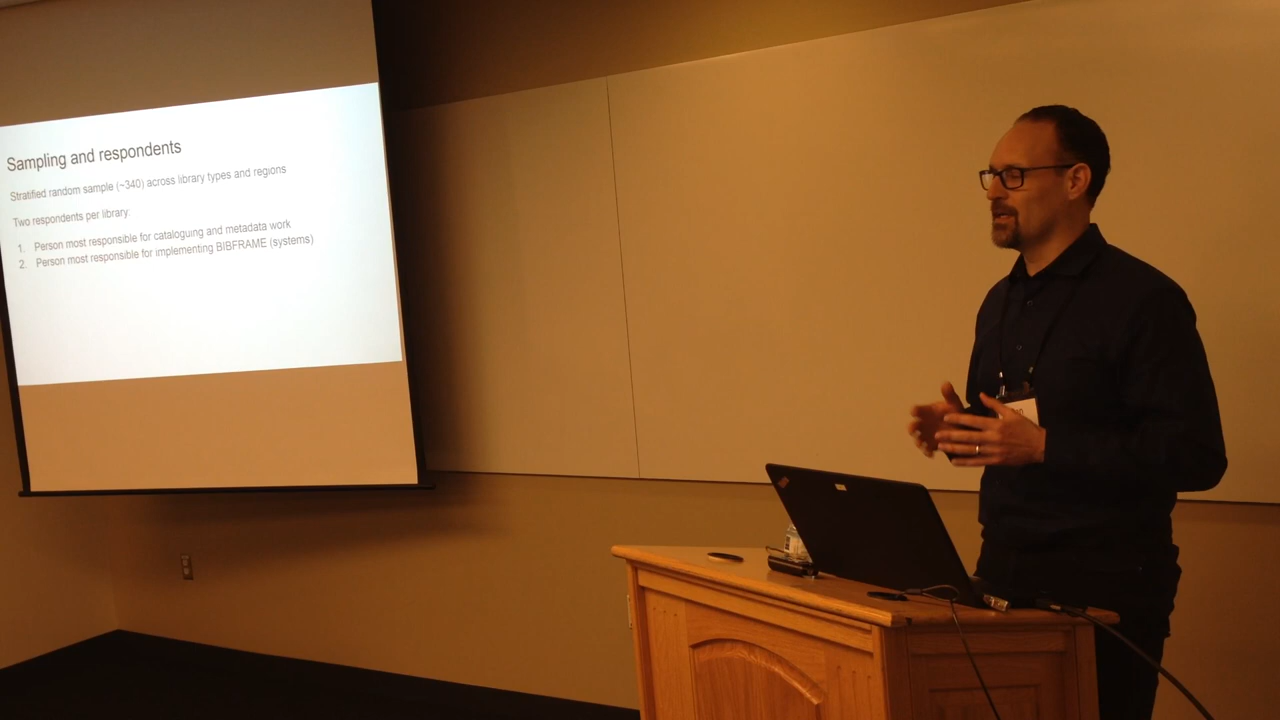 Sampling and respondents
Stratified random sample (~340) across library types and regions
Two respondents per library:
1. Person most responsible for cataloguing and metadata work
2. Person most responsible for implementing BIBFRAME (systems)